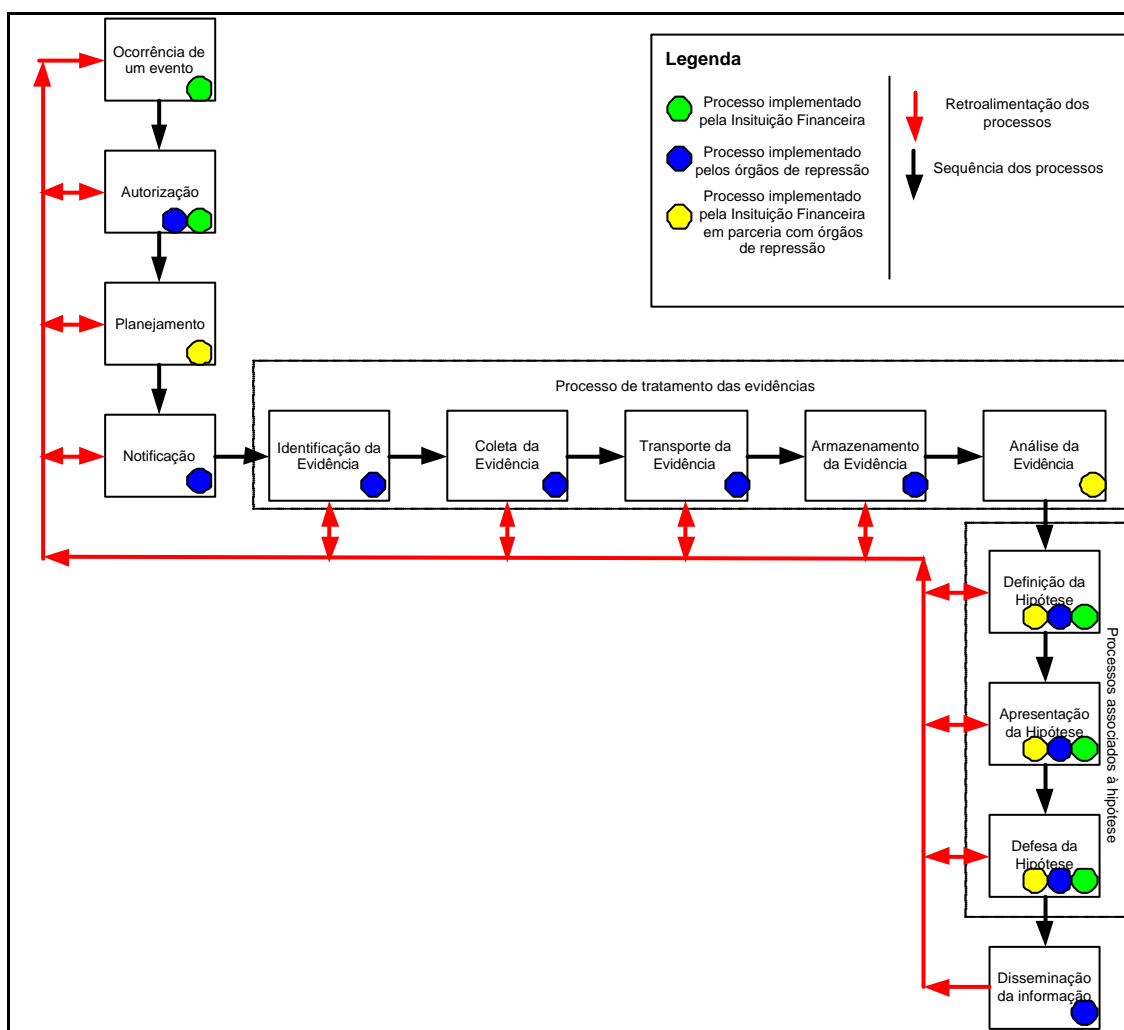 Ocorrência de
um evento
Autorização
Planejamento
Notificação
Legenda
Processo implementado
pela Insituição Financeira
Processo implementado
pelos órgãos de repressão
Processo implementado
pela Insituição Financeira
em parceria com órgãos
de repressão
Retroalimentação dos
processos
Sequência dos processos
Processo de tratamento das evidências
Identificação da
Evidência
Coleta da
Evidência
Transporte da
Evidência
Armazenamento
da Evidência
Análise da
Evidência
Definição da
Hipótese
Apresentação
da Hipótese
Defesa da
Hipótese
Processos associados à hipótese
Disseminação
da informação